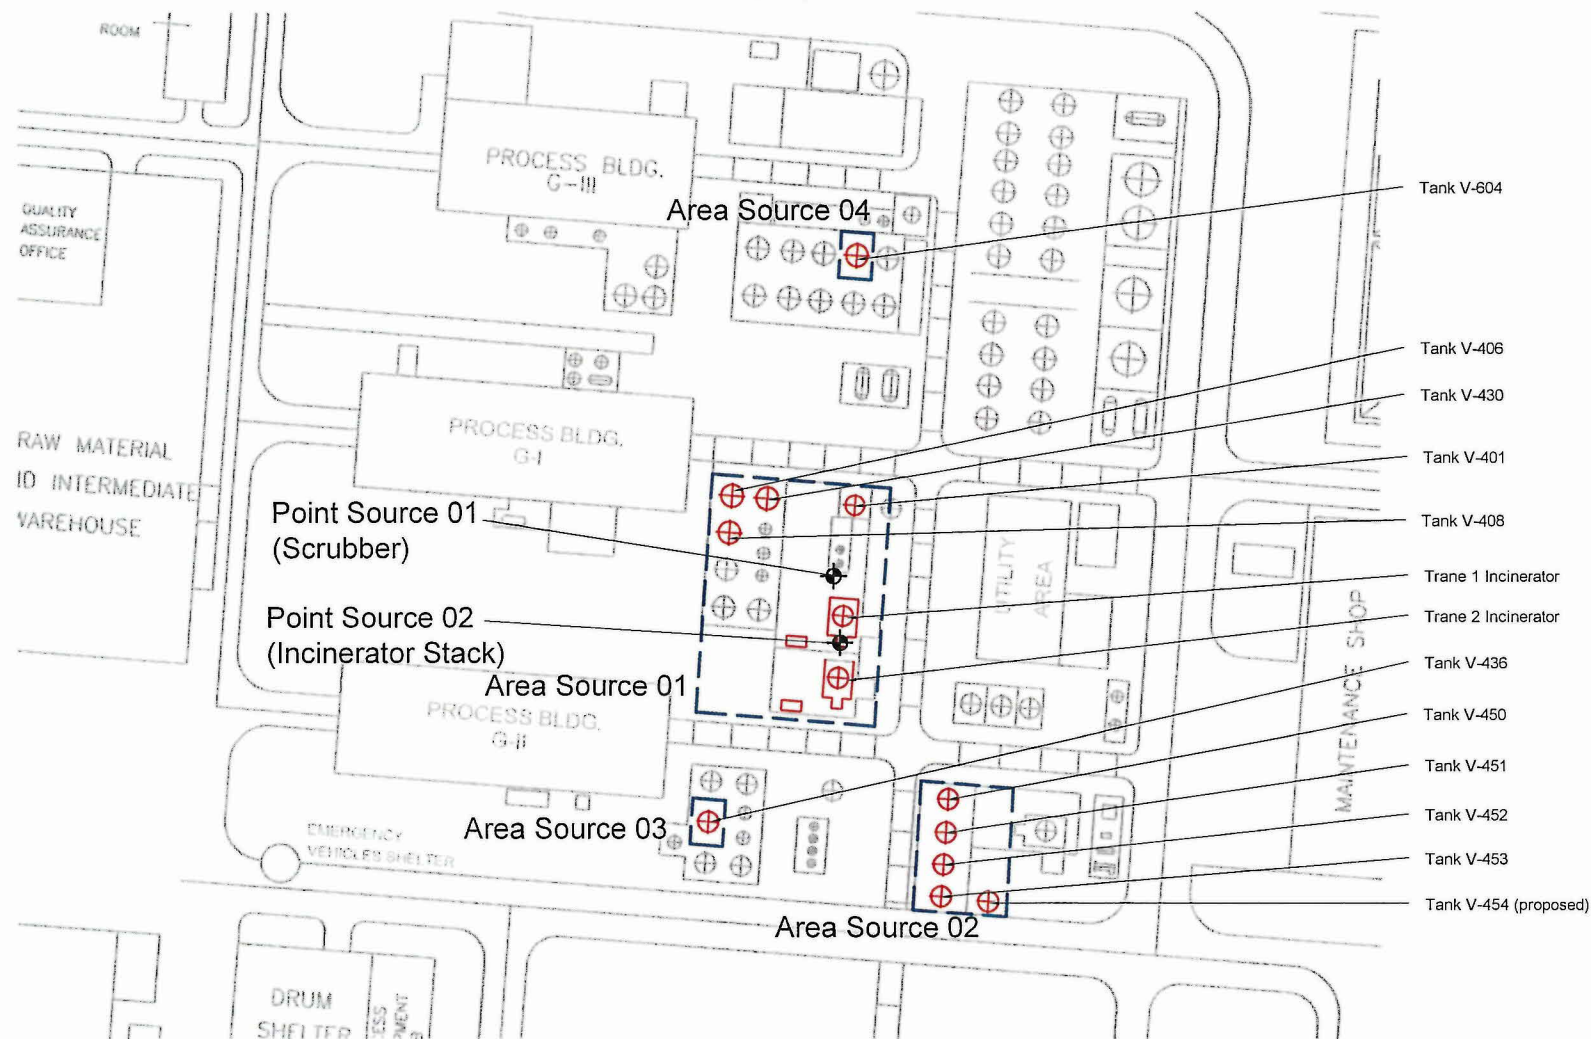 ROOM
PROCESS BLDG.
G-III
Area Source 04
Tank V-604
QUALITY
ASSURANCE
OFFICE
Tank V-406
Tank V-430
PROCESS BLDG.
G-I
RAW MATERIAL
ID INTERMEDIATE
WAREHOUSE
Tank V-401
Point Source 01
(Scrubber)
Tank V-408
UTILITY
AREA
Trane 1 Incinerator
Point Source 02
(Incinerator Stack)
Trane 2 Incinerator
Area Source 01
Tank V-436
MAINTENANCE SHOP
PROCESS BLDG.
G-II
Tank V-450
Tank V-451
Area Source 03
EMERGENCY
VEHICLES SHELTER
Tank V-452
Tank V-453
Tank V-454 (proposed)
Area Source 02
DRUM
SHELTER